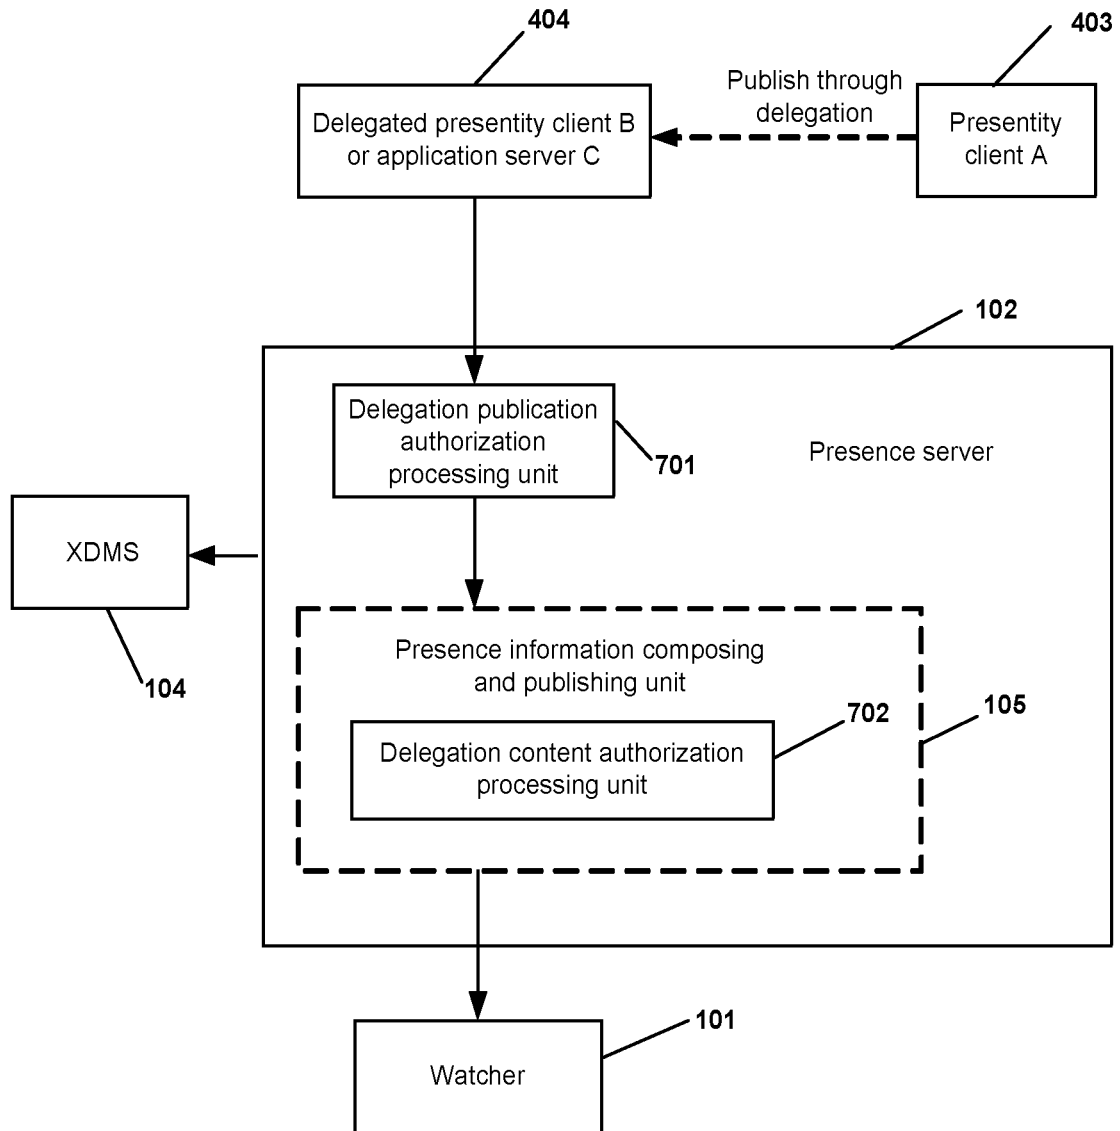 404
403
Publish through
delegation
Delegated presentity client B
or application server C
Presentity
client A
102
Delegation publication
authorization
processing unit
701
Presence server
XDMS
104
Presence information composing
and publishing unit
702
105
Delegation content authorization
processing unit
101
Watcher